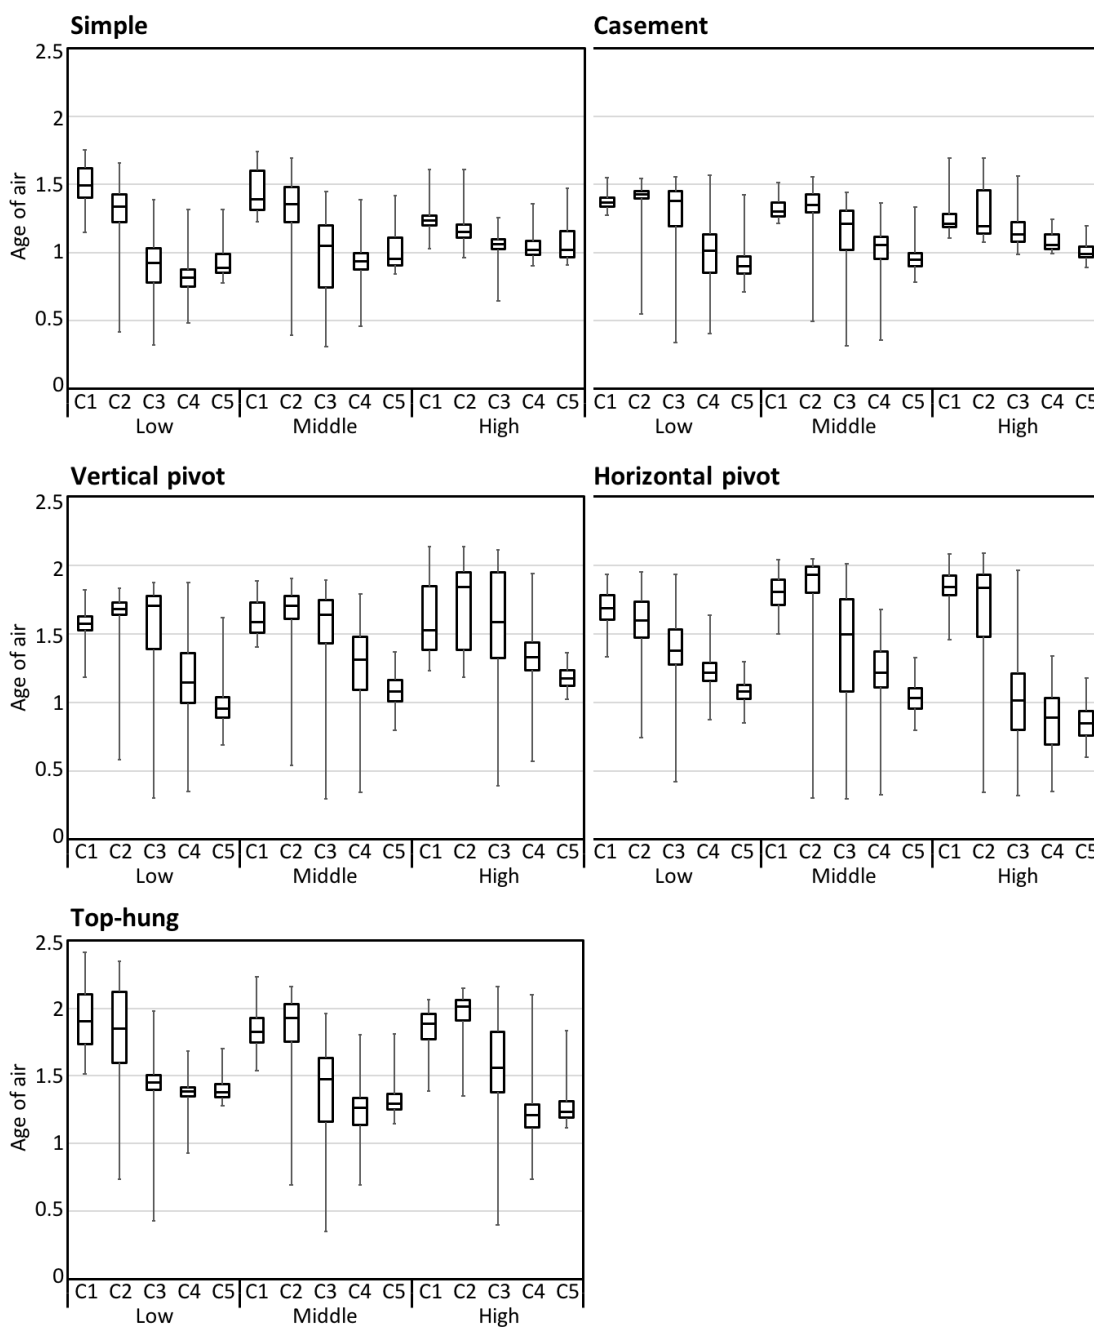 Simple Casement
2.5
2
1.5
1
0.5
0
Age of air
C1 C2 C3 C4 C5 C1 C2 C3 C4 C5 C1 C2 C3 C4 C5 C1 C2 C3 C4 C5 C1 C2 C3 C4 C5 C1 C2 C3 C4 C5
Low Middle High Low Middle High
Vertical pivot Horizontal pivot
2.5
2
1.5
1
0.5
0
Age of air
C1 C2 C3 C4 C5 C1 C2 C3 C4 C5 C1 C2 C3 C4 C5 C1 C2 C3 C4 C5 C1 C2 C3 C4 C5 C1 C2 C3 C4 C5
Low Middle High Low Middle High
Top-hung
2.5
2
1.5
1
0.5
0
Age of air
C1 C2 C3 C4 C5 C1 C2 C3 C4 C5 C1 C2 C3 C4 C5
Low Middle High